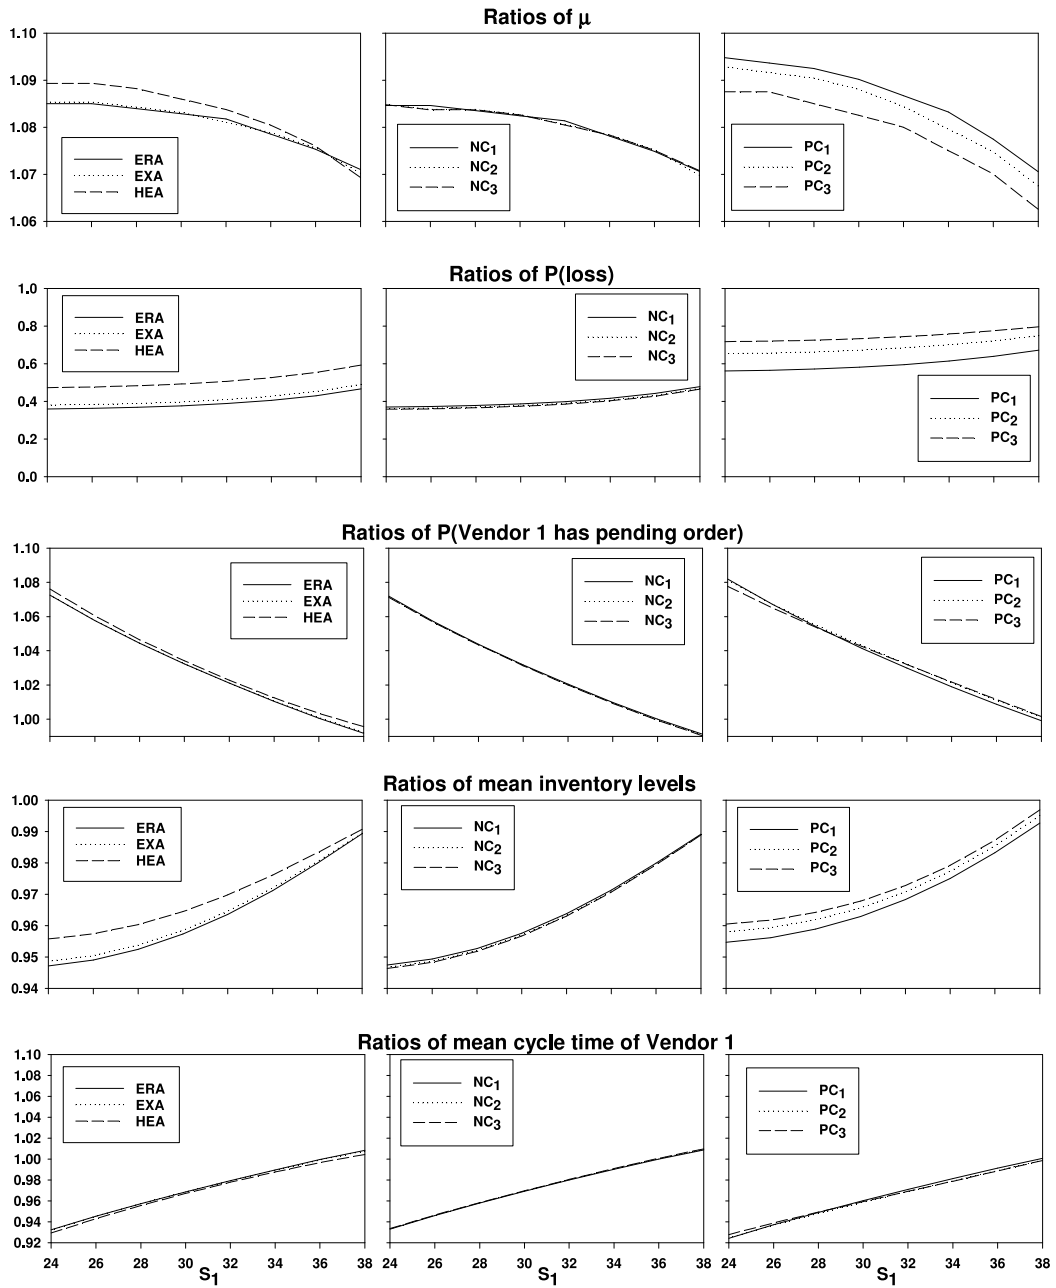 Ratios of μ
1.10
1.09
1.08
1.07
1.06
ERA
EXA
HEA
NC1
NC2
NC3
PC1
PC2
PC3
Ratios of P(loss)
1.0
0.8
0.6
0.4
0.2
0.0
ERA
EXA
HEA
NC1
NC2
NC3
PC1
PC2
PC3
Ratios of P(Vendor 1 has pending order)
1.10
1.08
1.06
1.04
1.02
1.00
ERA
EXA
HEA
NC1
NC2
NC3
PC1
PC2
PC3
Ratios of mean inventory levels
1.00
0.99
0.98
0.97
0.96
0.95
0.94
ERA
EXA
HEA
NC1
NC2
NC3
PC1
PC2
PC3
Ratios of mean cycle time of Vendor 1
1.10
1.08
1.06
1.04
1.02
1.00
0.98
0.96
0.94
0.92
ERA
EXA
HEA
NC1
NC2
NC3
PC1
PC2
PC3
24 26 28 30 32 34 36 38
24 26 28 30 32 34 36 38
24 26 28 30 32 34 36 38
S1
S1
S1